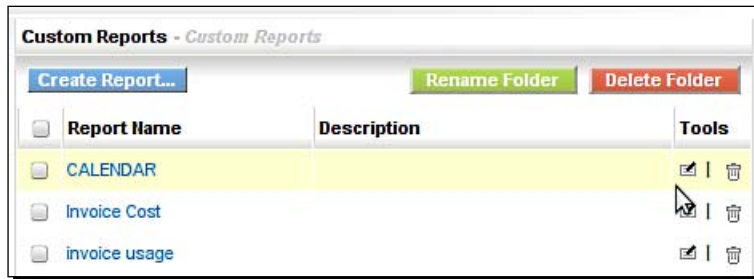 Custom Reports - Custom Reports
Create Report... Rename Folder Delete Folder
Report Name Description Tools
CALENDAR
Invoice Cost
invoice usage